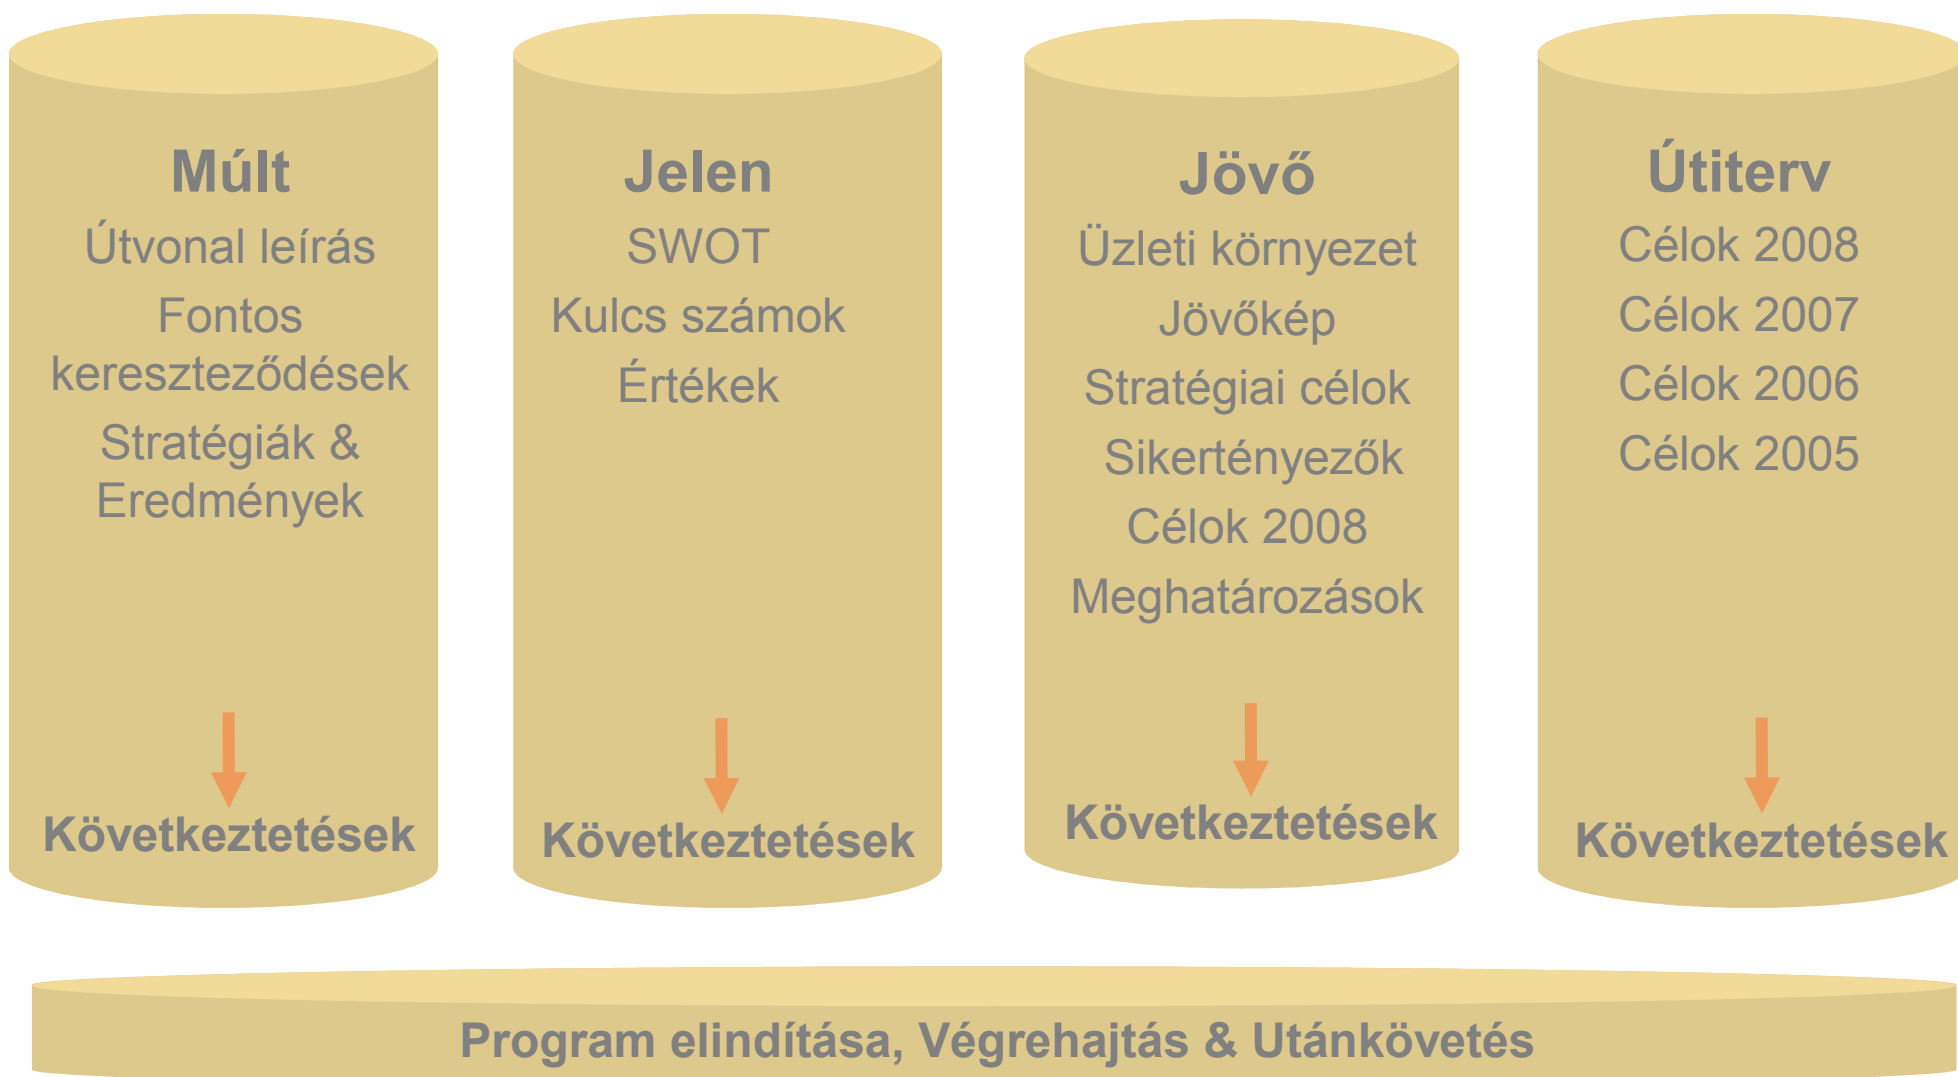 Múlt
Útvonal leírás
Fontos
kereszteződések
Stratégiák &
Eredmények
Következtetések
Jelen
SWOT
Kulcs számok
Értékek
Következtetések
Jövő
Üzleti környezet
Jövőkép
Stratégiai célok
Sikertényezők
Célok 2008
Meghatározások
Következtetések
Útiterv
Célok 2008
Célok 2007
Célok 2006
Célok 2005
Következtetések
Program elindítása, Végrehajtás & Utánkövetés